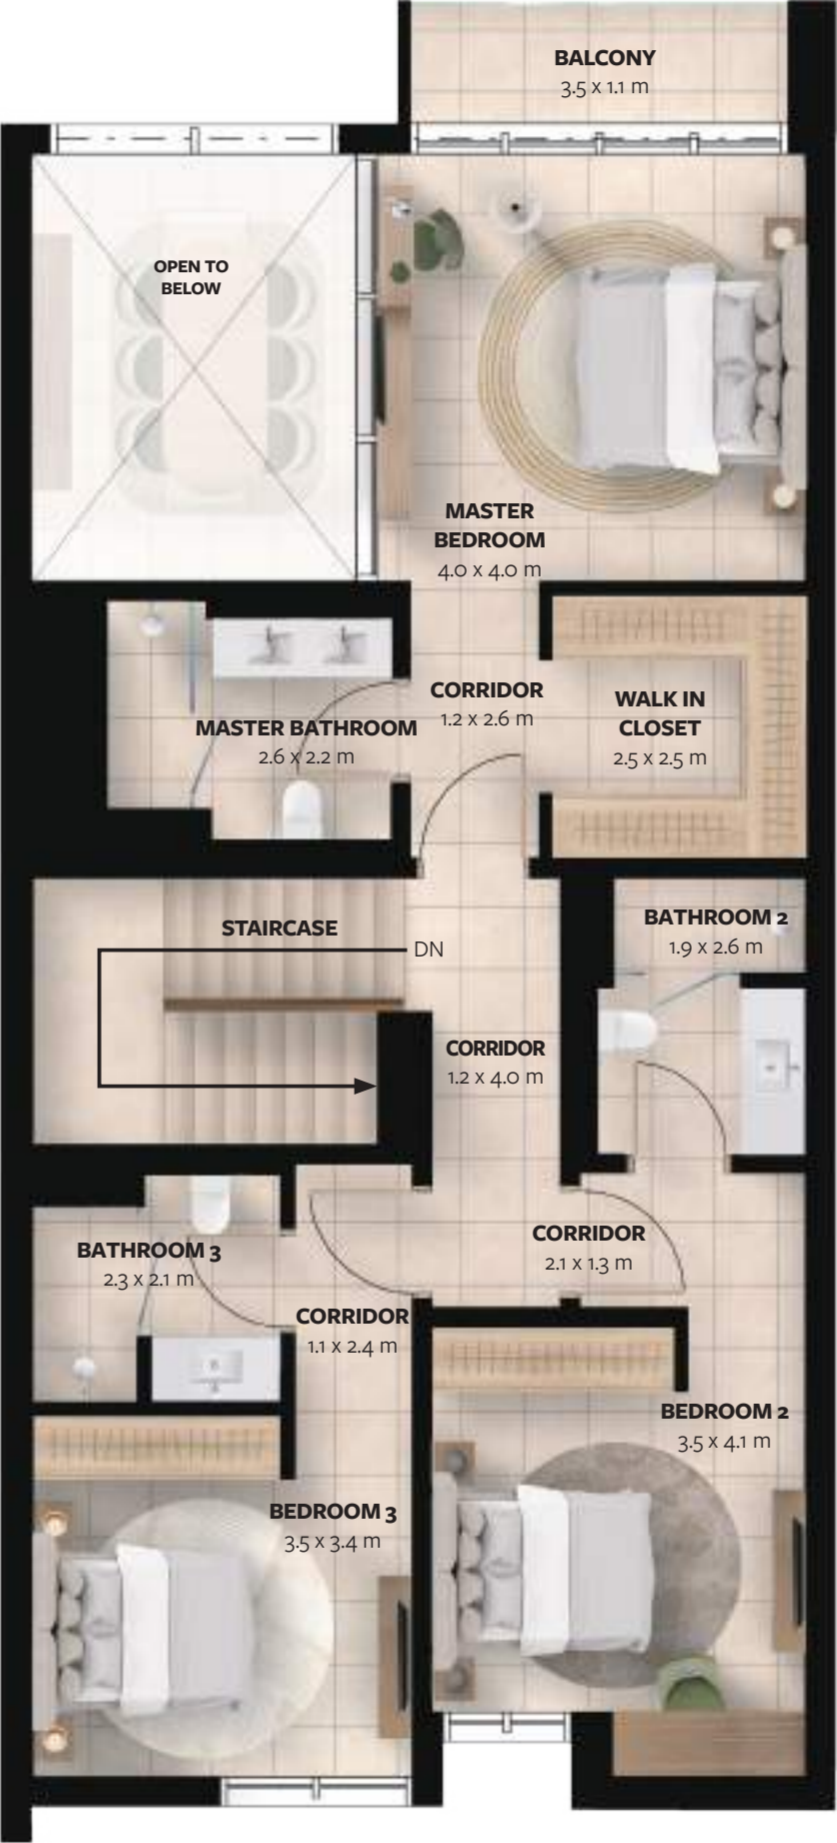 BALCONY
3.5 x 1.1 m
OPEN TO
BELOW
MASTER
BEDROOM
4.0 x 4.0 m
CORRIDOR
1.2 x 2.6 m
WALK IN
CLOSET
2.5 x 2.5 m
MASTER BATHROOM
2.6 x 2.2 m
STAIRCASE
DN
BATHROOM 2
1.9 x 2.6 m
CORRIDOR
1.2 x 4.0 m
CORRIDOR
2.1 x 1.3 m
BATHROOM 3
2.3 x 2.1 m
CORRIDOR
1.1 x 2.4 m
BEDROOM 2
3.5 x 4.1 m
BEDROOM 3
3.5 x 3.4 m